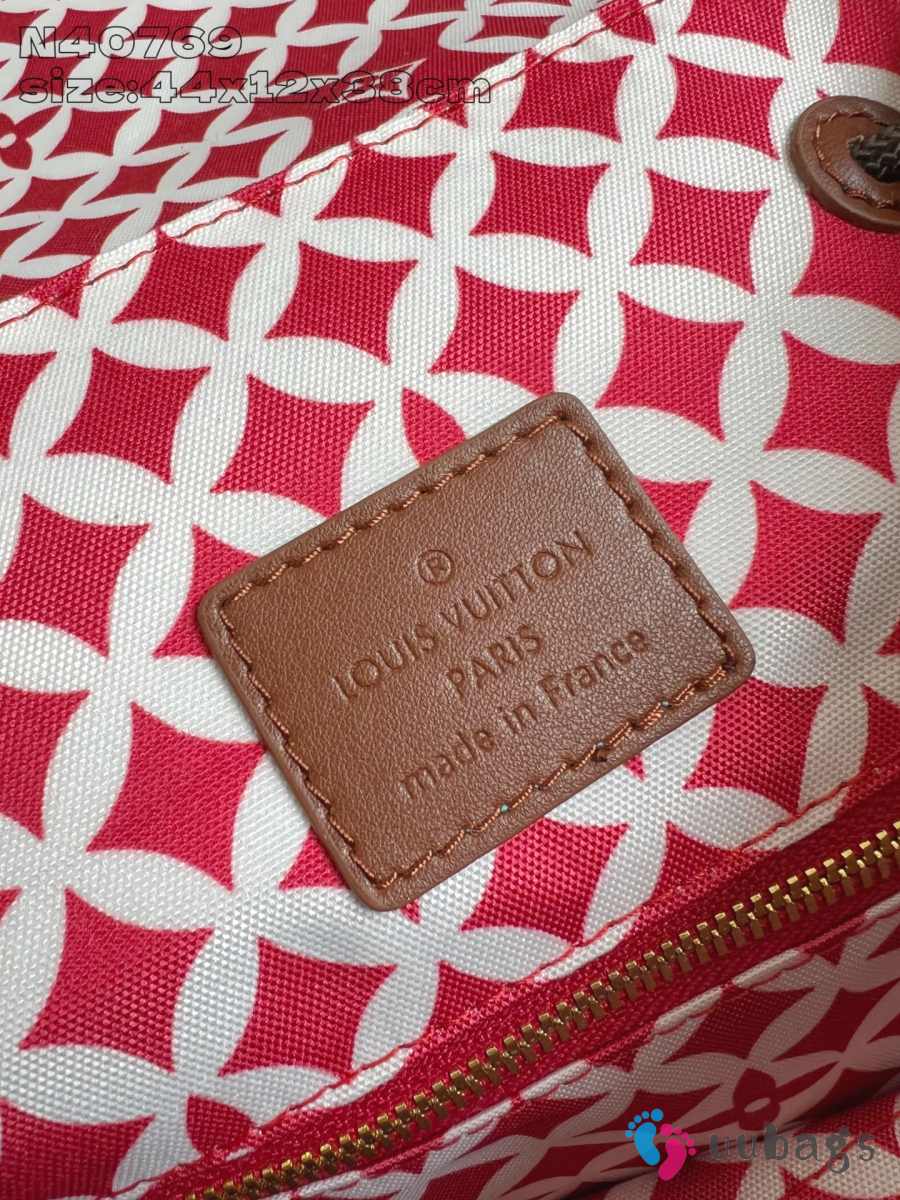 N40769
size:44x12x38cm
®
LOUIS VUITTON
PARIS
made in France
uubags